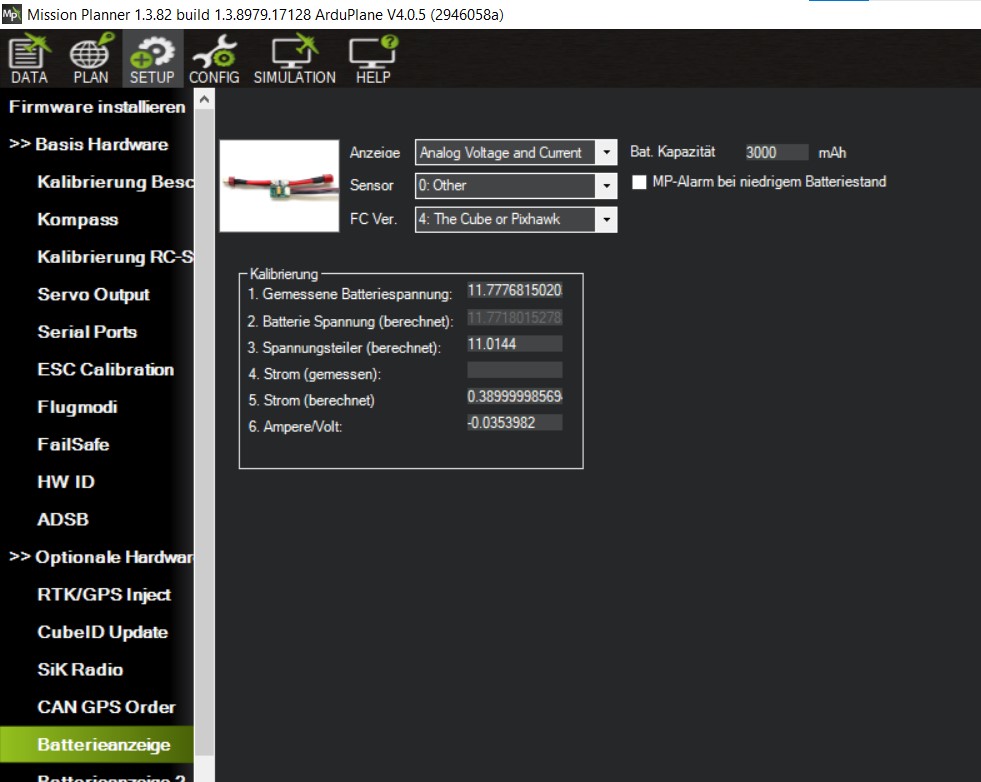 Mission Planner 1.3.82 build 1.3.8979.17128 ArduPlane V4.0.5 (2946058a)
DATA PLAN SETUP CONFIG SIMULATION HELP
Firmware installieren
>> Basis Hardware
Kalibrierung Besc
Kompass
Kalibrierung RC-S
Servo Output
Serial Ports
ESC Calibration
Flugmodi
FailSafe
HW ID
ADSB
>> Optionale Hardwar
RTK/GPS Inject
CubeID Update
SiK Radio
CAN GPS Order
Batterieanzeige
Batterieanzeige 2
Anzeige Analog Voltage and Current
Sensor 0: Other
FC Ver. 4: The Cube or Pixhawk
Bat. Kapazität 3000 mAh
MP-Alarm bei niedrigem Batteriestand
Kalibrierung
1. Gemessene Batteriespannung: 11.7776815020
2. Batterie Spannung (berechnet): 11.7718015278
3. Spannungsteiler (berechnet): 11.0144
4. Strom (gemessen):
5. Strom (berechnet) 0.38999998569
6. Ampere/Volt: -0.0353982